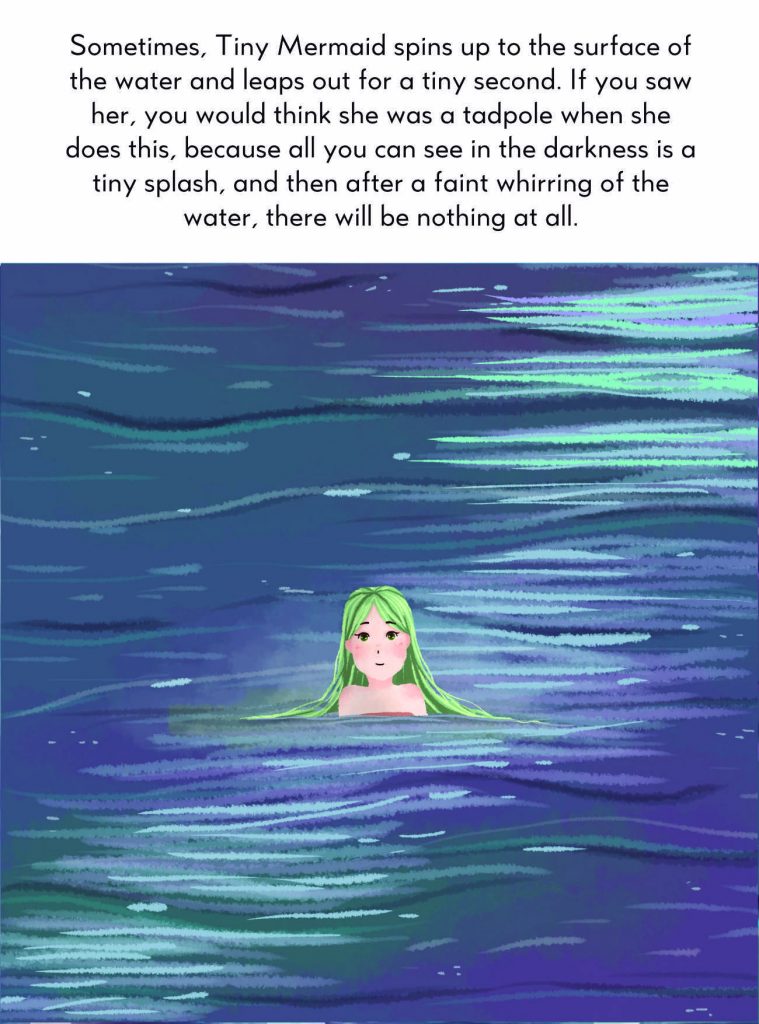 Sometimes, Tiny Mermaid spins up to the surface of
the water and leaps out for a tiny second. If you saw
her, you would think she was a tadpole when she
does this, because all you can see in the darkness is a
tiny splash, and then after a faint whirring of the
water, there will be nothing at all.